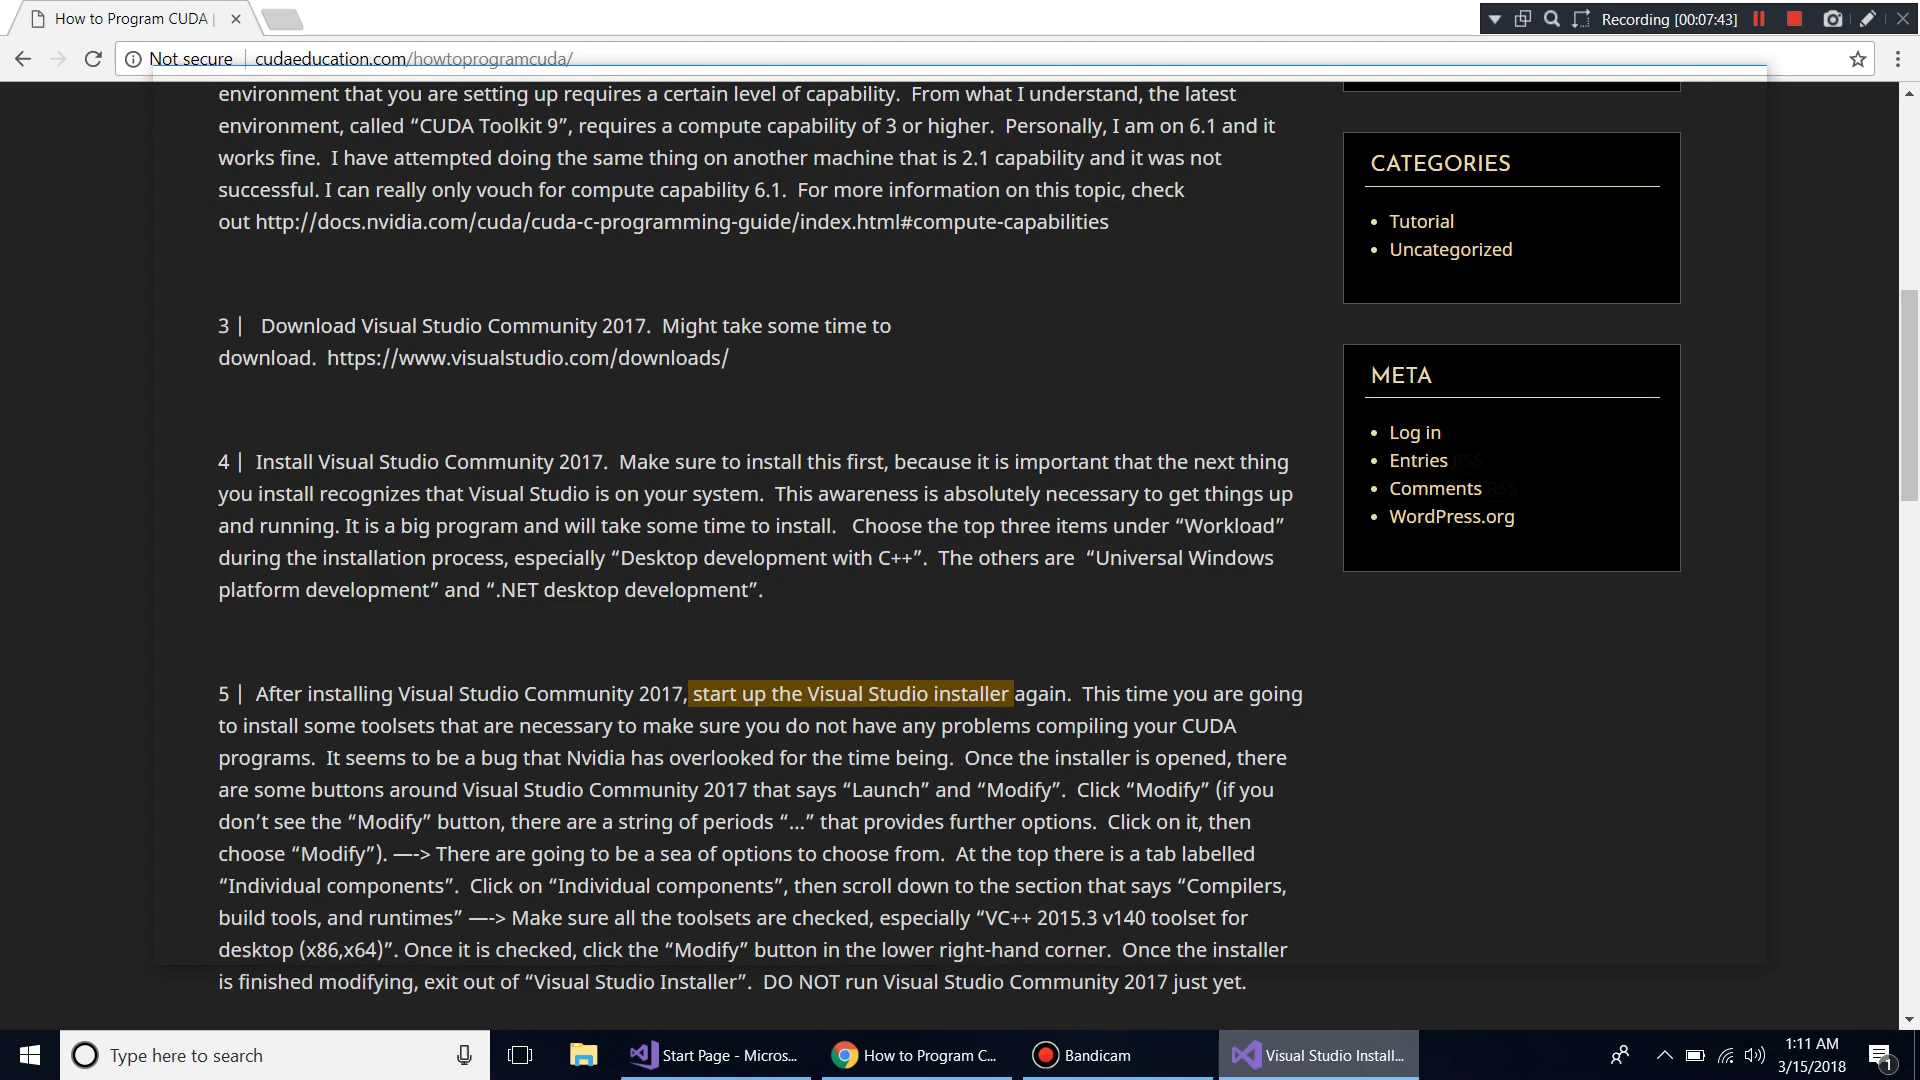 How to Program CUDA |
Recording [00:07:43]
Not secure | cudaeducation.com/howtoprogramcuda/
environment that you are setting up requires a certain level of capability.  From what I understand, the latest
environment, called “CUDA Toolkit 9”, requires a compute capability of 3 or higher.  Personally, I am on 6.1 and it
works fine.  I have attempted doing the same thing on another machine that is 2.1 capability and it was not
successful. I can really only vouch for compute capability 6.1.  For more information on this topic, check
out http://docs.nvidia.com/cuda/cuda-c-programming-guide/index.html#compute-capabilities
3 |  Download Visual Studio Community 2017.  Might take some time to
download.  https://www.visualstudio.com/downloads/
4 |  Install Visual Studio Community 2017.  Make sure to install this first, because it is important that the next thing
you install recognizes that Visual Studio is on your system.  This awareness is absolutely necessary to get things up
and running. It is a big program and will take some time to install.   Choose the top three items under “Workload”
during the installation process, especially “Desktop development with C++”.  The others are  “Universal Windows
platform development” and “.NET desktop development”.
5 |  After installing Visual Studio Community 2017, start up the Visual Studio installer again.  This time you are going
to install some toolsets that are necessary to make sure you do not have any problems compiling your CUDA
programs.  It seems to be a bug that Nvidia has overlooked for the time being.  Once the installer is opened, there
are some buttons around Visual Studio Community 2017 that says “Launch” and “Modify”.  Click “Modify” (if you
don’t see the “Modify” button, there are a string of periods “…” that provides further options.  Click on it, then
choose “Modify”). —-> There are going to be a sea of options to choose from.  At the top there is a tab labelled
“Individual components”.  Click on “Individual components”, then scroll down to the section that says “Compilers,
build tools, and runtimes” —-> Make sure all the toolsets are checked, especially “VC++ 2015.3 v140 toolset for
desktop (x86,x64)”. Once it is checked, click the “Modify” button in the lower right-hand corner.  Once the installer
is finished modifying, exit out of “Visual Studio Installer”.  DO NOT run Visual Studio Community 2017 just yet.
CATEGORIES
Tutorial
Uncategorized
META
Log in
Entries RSS
Comments RSS
WordPress.org
Type here to search
Start Page - Micros...
How to Program C...
Bandicam
Visual Studio Install...
1:11 AM
3/15/2018
1